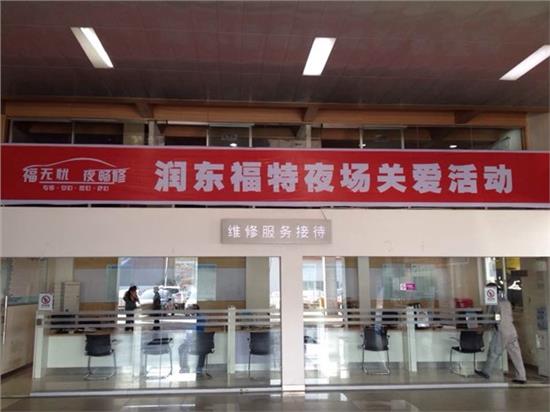 福无忧 夜畅修
润东福特夜场关爱活动
维修服务接待